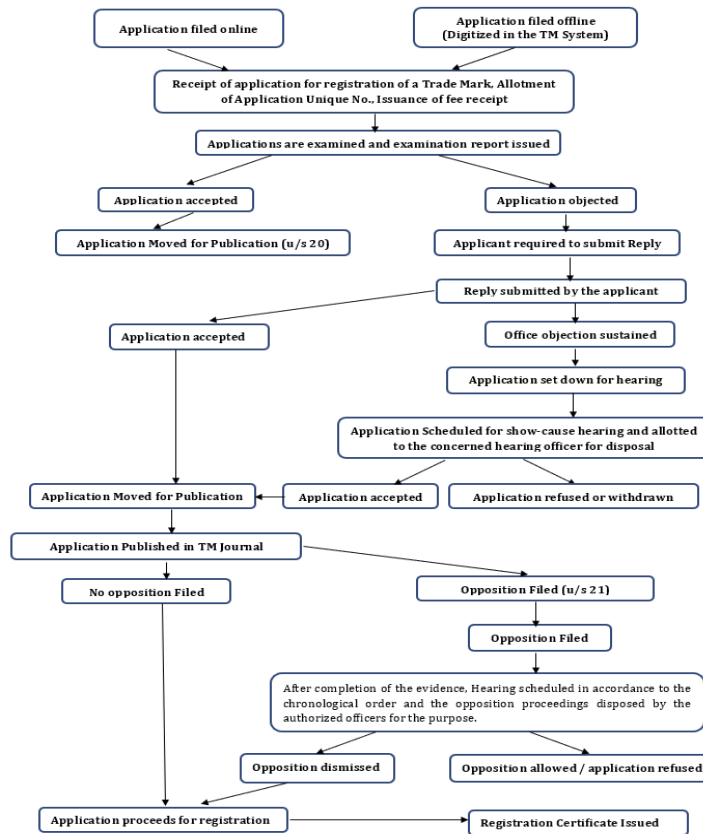 Application filed online
Application filed offline
(Digitized in the TM System)
Receipt of application for registration of a Trade Mark, Allotment
of Application Unique No., Issuance of fee receipt
Applications are examined and examination report issued
Application accepted
Application objected
Application Moved for Publication (u/s 20)
Applicant required to submit Reply
Reply submitted by the applicant
Application accepted
Office objection sustained
Application set down for hearing
Application Scheduled for show-cause hearing and allotted
to the concerned hearing officer for disposal
Application Moved for Publication
Application accepted
Application refused or withdrawn
Application Published in TM Journal
No opposition Filed
Opposition Filed (u/s 21)
Opposition Filed
After completion of the evidence, Hearing scheduled in accordance to the
chronological order and the opposition proceedings disposed by the
authorized officers for the purpose.
Opposition dismissed
Opposition allowed / application refused
Application proceeds for registration
Registration Certificate Issued